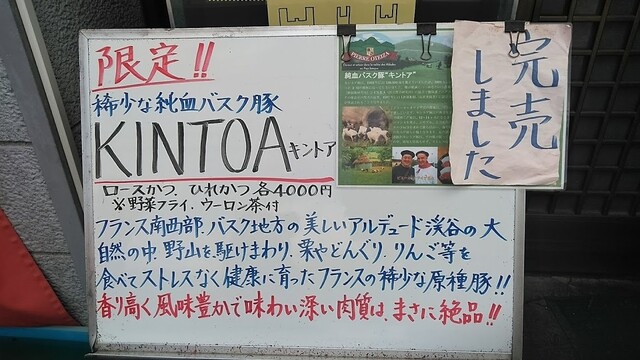 限定!!
稀少な純血バスク豚
KINTOA キントア
ロースかつ、ひれかつ 各4000円
※野菜フライ、ウーロン茶付
フランス南西部、バスク地方の美しいアルデュード渓谷の大
自然の中、野山を駆けまわり、栗やどんぐり、りんご等を
食べてストレスなく健康に育ったフランスの稀少な原種豚!!
香り高く風味豊かで味わい深い肉質は、まさに絶品!!
PIERRE OTEIZA
純血バスク豚"キントア"
完売
しました